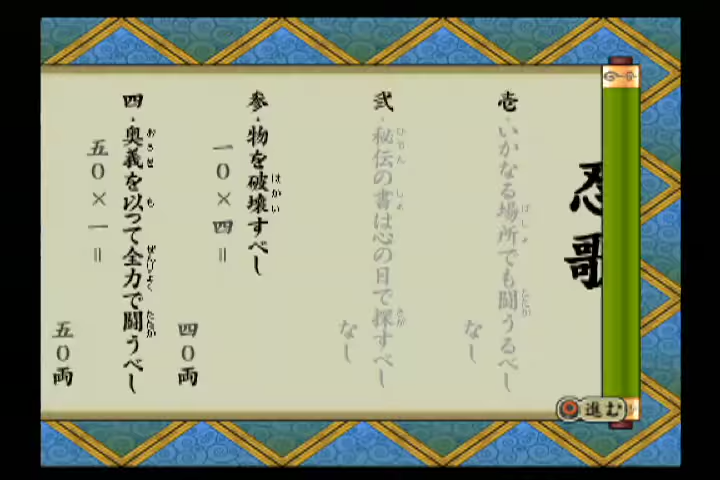 忍歌
壱・いかなる場所でも闘うるべし
なし
弐・秘伝の書は心の目で探すべし
なし
参・物を破壊すべし
一〇×四＝
四〇両
四・奥義を以って全力で闘うべし
五〇×一＝
五〇両
進む